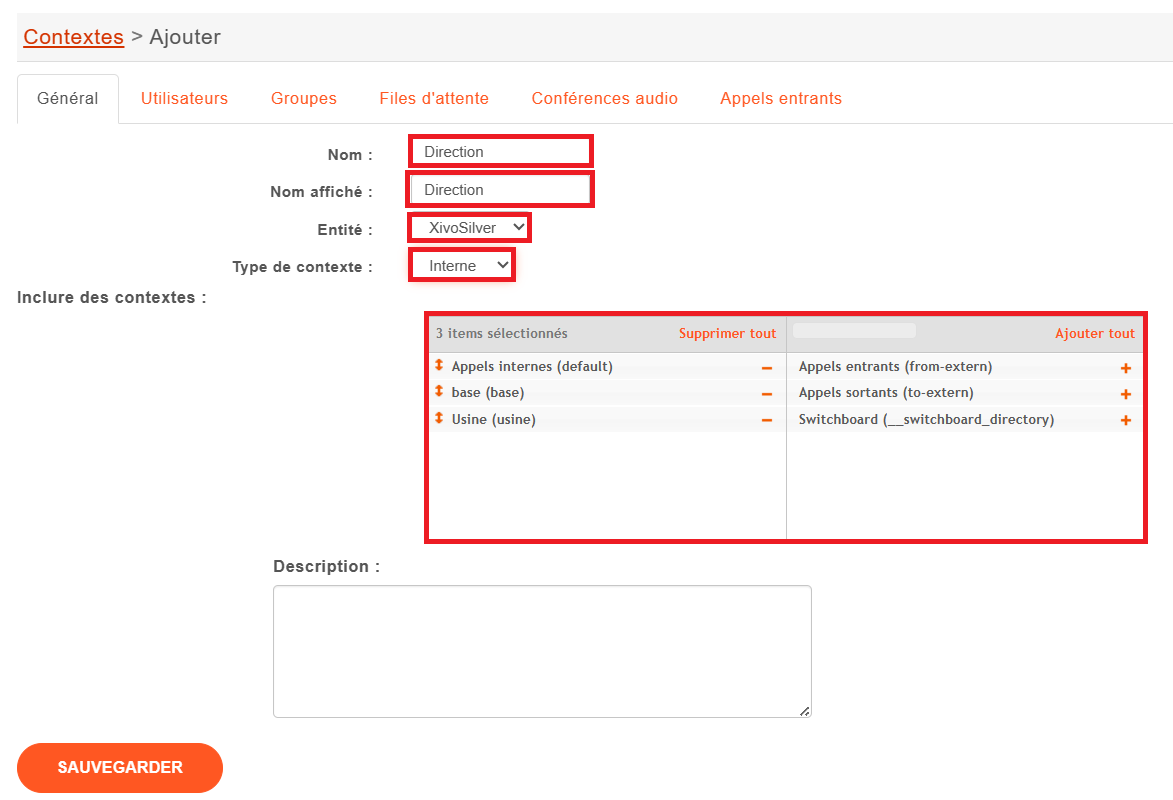 Contextes > Ajouter
Général Utilisateurs Groupes Files d'attente Conférences audio Appels entrants
Nom : Direction
Nom affiché : Direction
Entité : XivoSilver
Type de contexte : Interne
Inclure des contextes :
3 items sélectionnés Supprimer tout Ajouter tout
Appels internes (default) Appels entrants (from-extern)
base (base) Appels sortants (to-extern)
Usine (usine) Switchboard (__switchboard_directory)
Description :
SAUVEGARDER